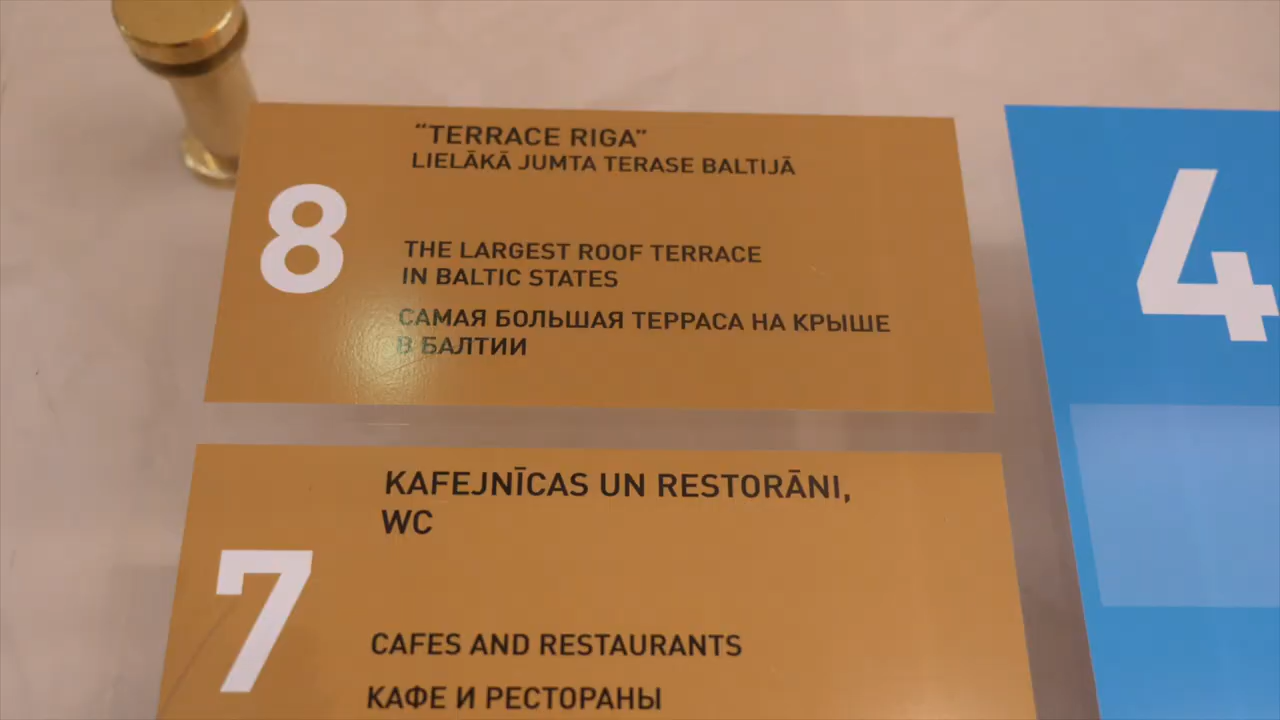 8
“TERRACE RIGA”
LIELĀKĀ JUMTA TERASE BALTIJĀ
THE LARGEST ROOF TERRACE
IN BALTIC STATES
САМАЯ БОЛЬШАЯ ТЕРРАСА НА КРЫШЕ
В БАЛТИИ
7
KAFEJNĪCAS UN RESTORĀNI,
WC
CAFES AND RESTAURANTS
КАФЕ И РЕСТОРАНЫ
4